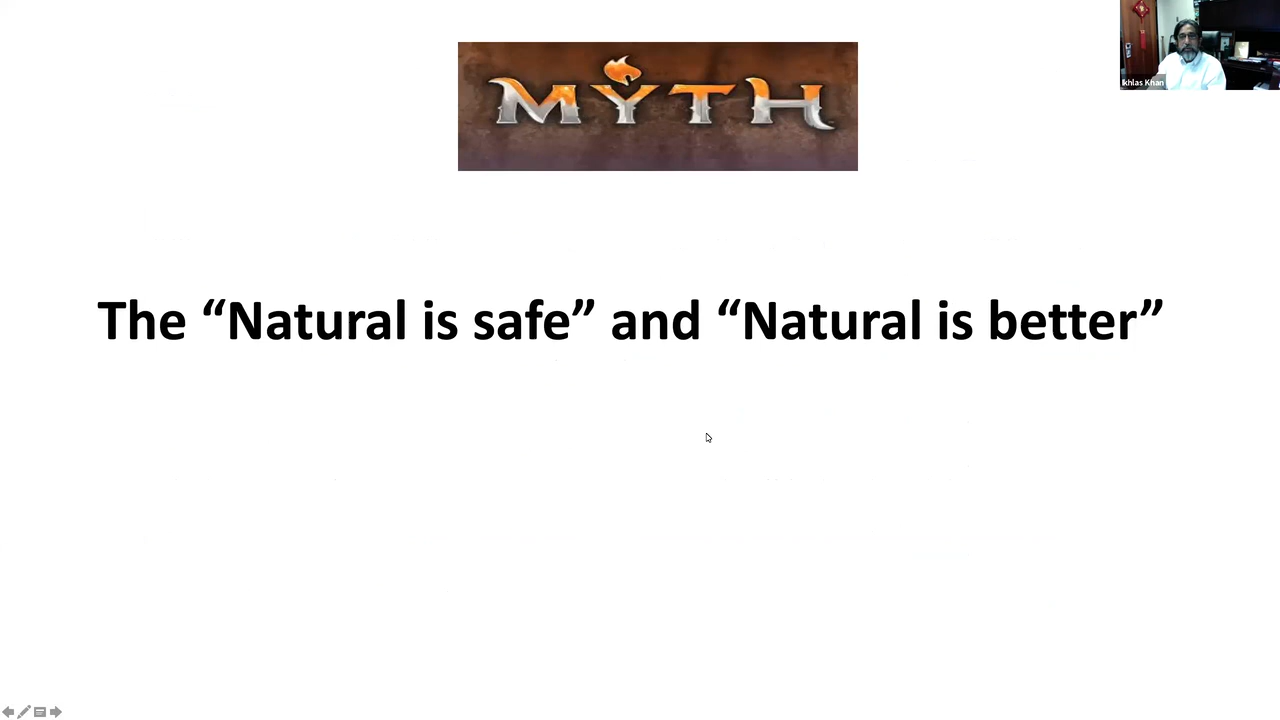 MYTH
Ikhlas Khan
The “Natural is safe” and “Natural is better”